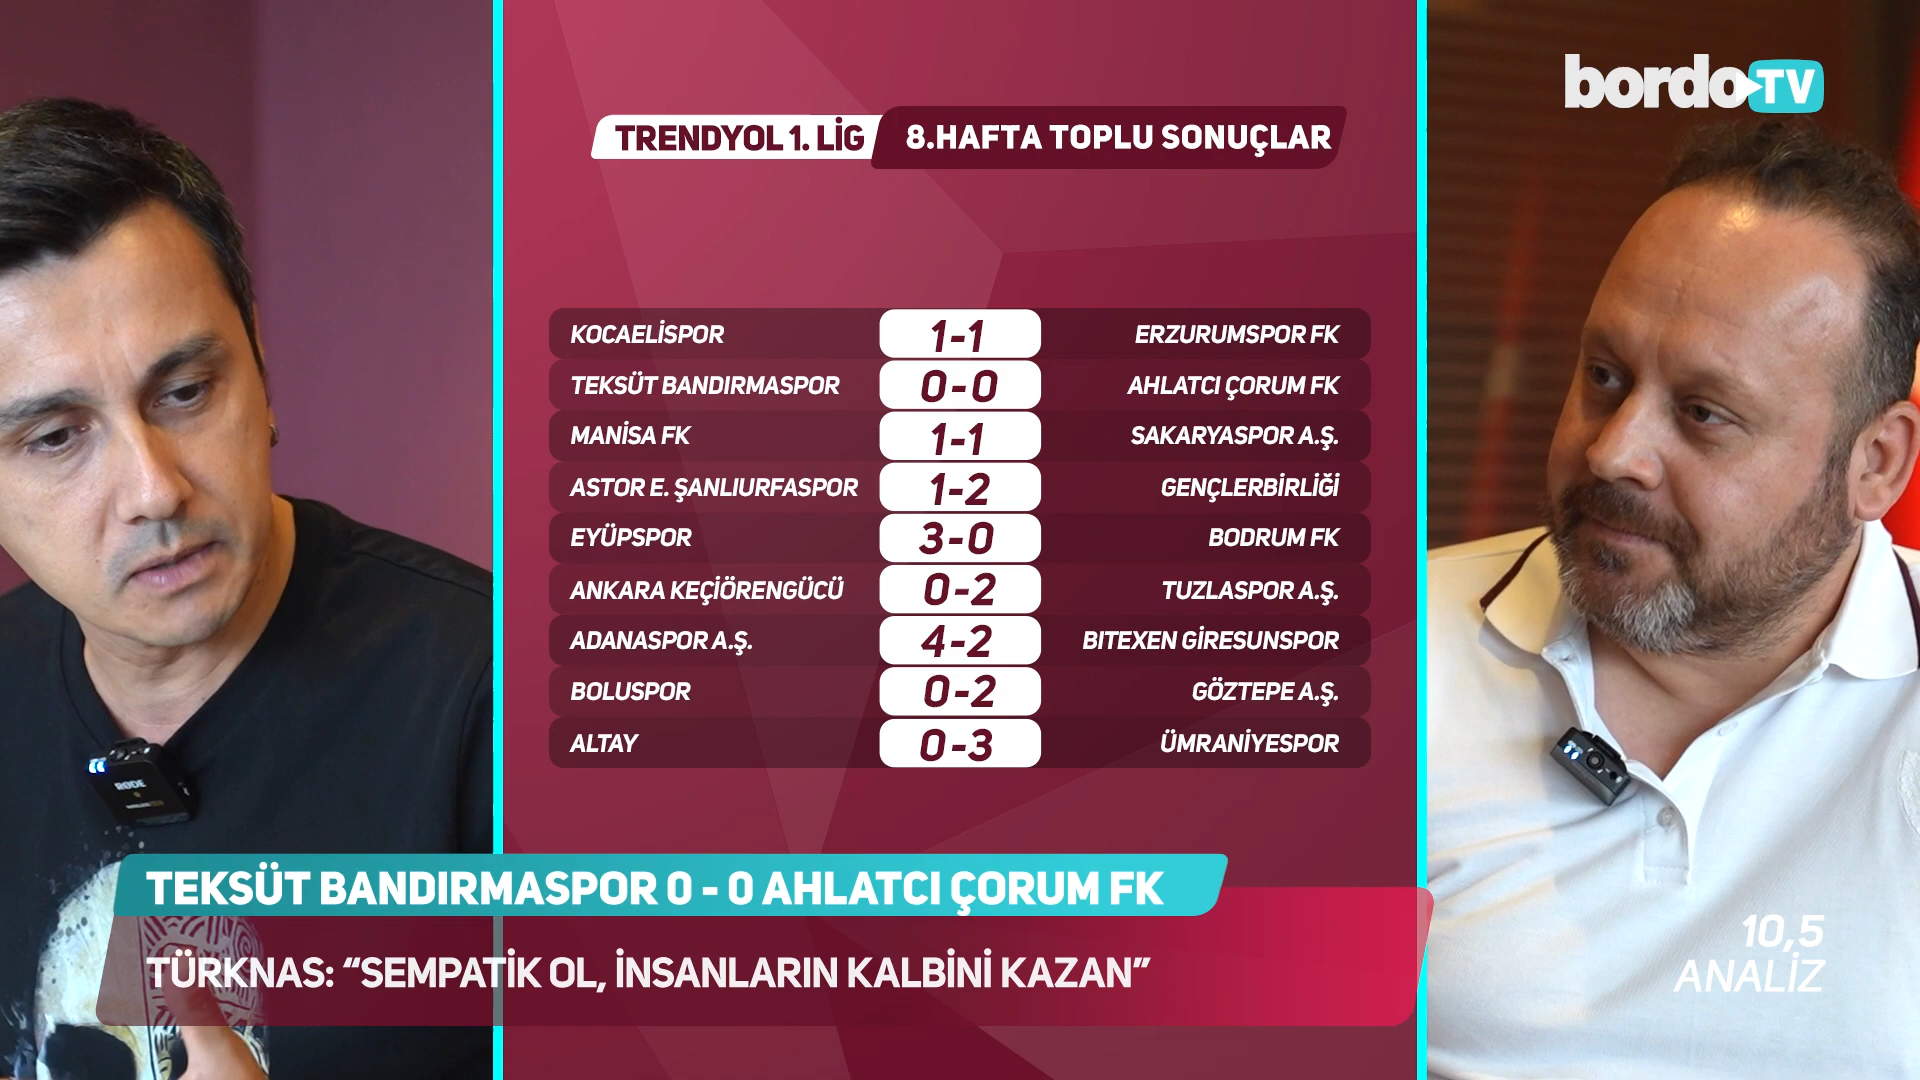 bordo TV
TRENDYOL 1. LİG 8.HAFTA TOPLU SONUÇLAR
KOCAELİSPOR 1-1 ERZURUMSPOR FK
TEKSÜT BANDIRMASPOR 0-0 AHLATCI ÇORUM FK
MANİSA FK 1-1 SAKARYASPOR A.Ş.
ASTOR E. ŞANLIURFASPOR 1-2 GENÇLERBİRLİĞİ
EYÜPSPOR 3-0 BODRUM FK
ANKARA KEÇİÖRENGÜCÜ 0-2 TUZLASPOR A.Ş.
ADANASPOR A.Ş. 4-2 BITEXEN GİRESUNSPOR
BOLUSPOR 0-2 GÖZTEPE A.Ş.
ALTAY 0-3 ÜMRANİYESPOR
RØDE
TEKSÜT BANDIRMASPOR 0 - 0 AHLATCI ÇORUM FK
TÜRKNAS: “SEMPATİK OL, İNSANLARIN KALBİNİ KAZAN”
10,5
ANALİZ